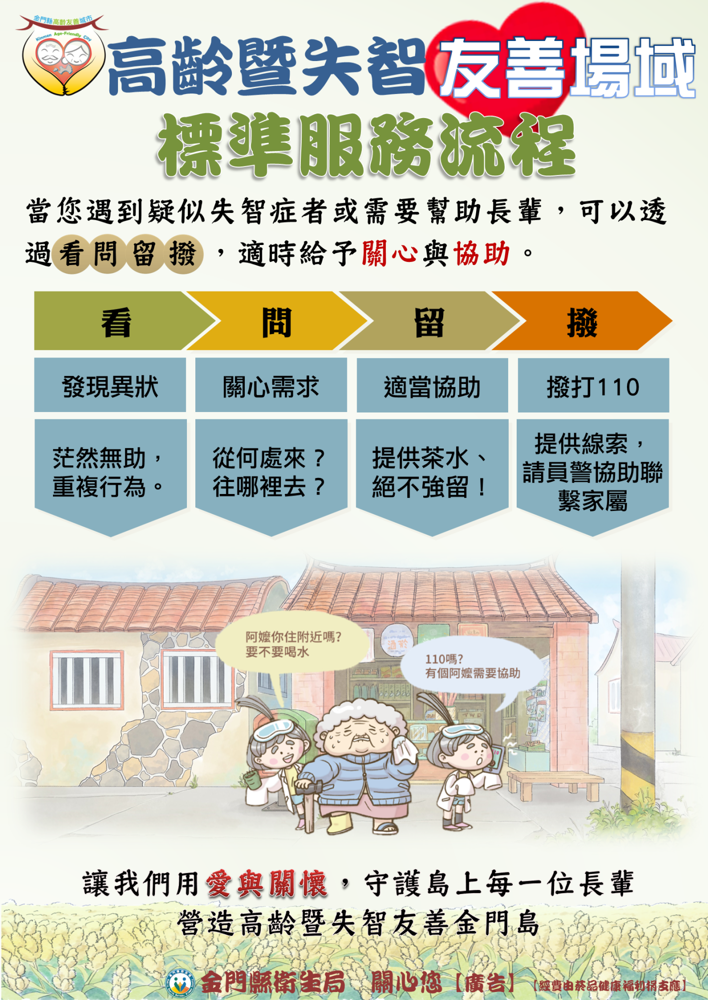 金門縣高齡友善城市
Kinmen Age-Friendly City
高齡暨失智友善場域
標準服務流程
當您遇到疑似失智症者或需要幫助長輩，可以透
過看問留撥，適時給予關心與協助。
看 問 留 撥
發現異狀 關心需求 適當協助 撥打110
茫然無助，
重複行為。
從何處來？
往哪裡去？
提供茶水、
絕不強留！
提供線索，
請員警協助聯
繫家屬
阿嬤你住附近嗎?
要不要喝水
110嗎?
有個阿嬤需要協助
TWD
讓我們用愛與關懷，守護島上每一位長輩
營造高齡暨失智友善金門島
金門縣衛生局 關心您【廣告】【經費由菸品健康福利捐支應】